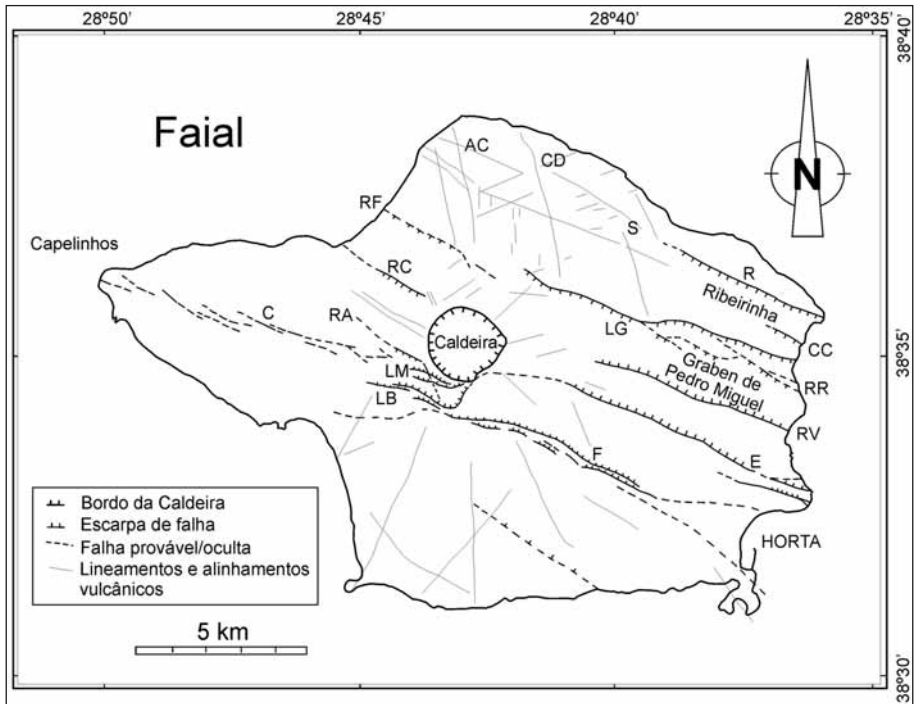 28º50'
28º45'
28º40'
28º35'
38º40'
Faial
AC
CD
N
RF
S
Capelinhos
RC
R
Ribeirinha
C
RA
LG
CC
Caldeira
38º35'
LM
Graben de
Pedro Miguel
RR
LB
RV
F
E
Bordo da Caldeira
Escarpa de falha
Falha provável/oculta
Lineamentos e alinhamentos
vulcânicos
HORTA
5 km
38º30'